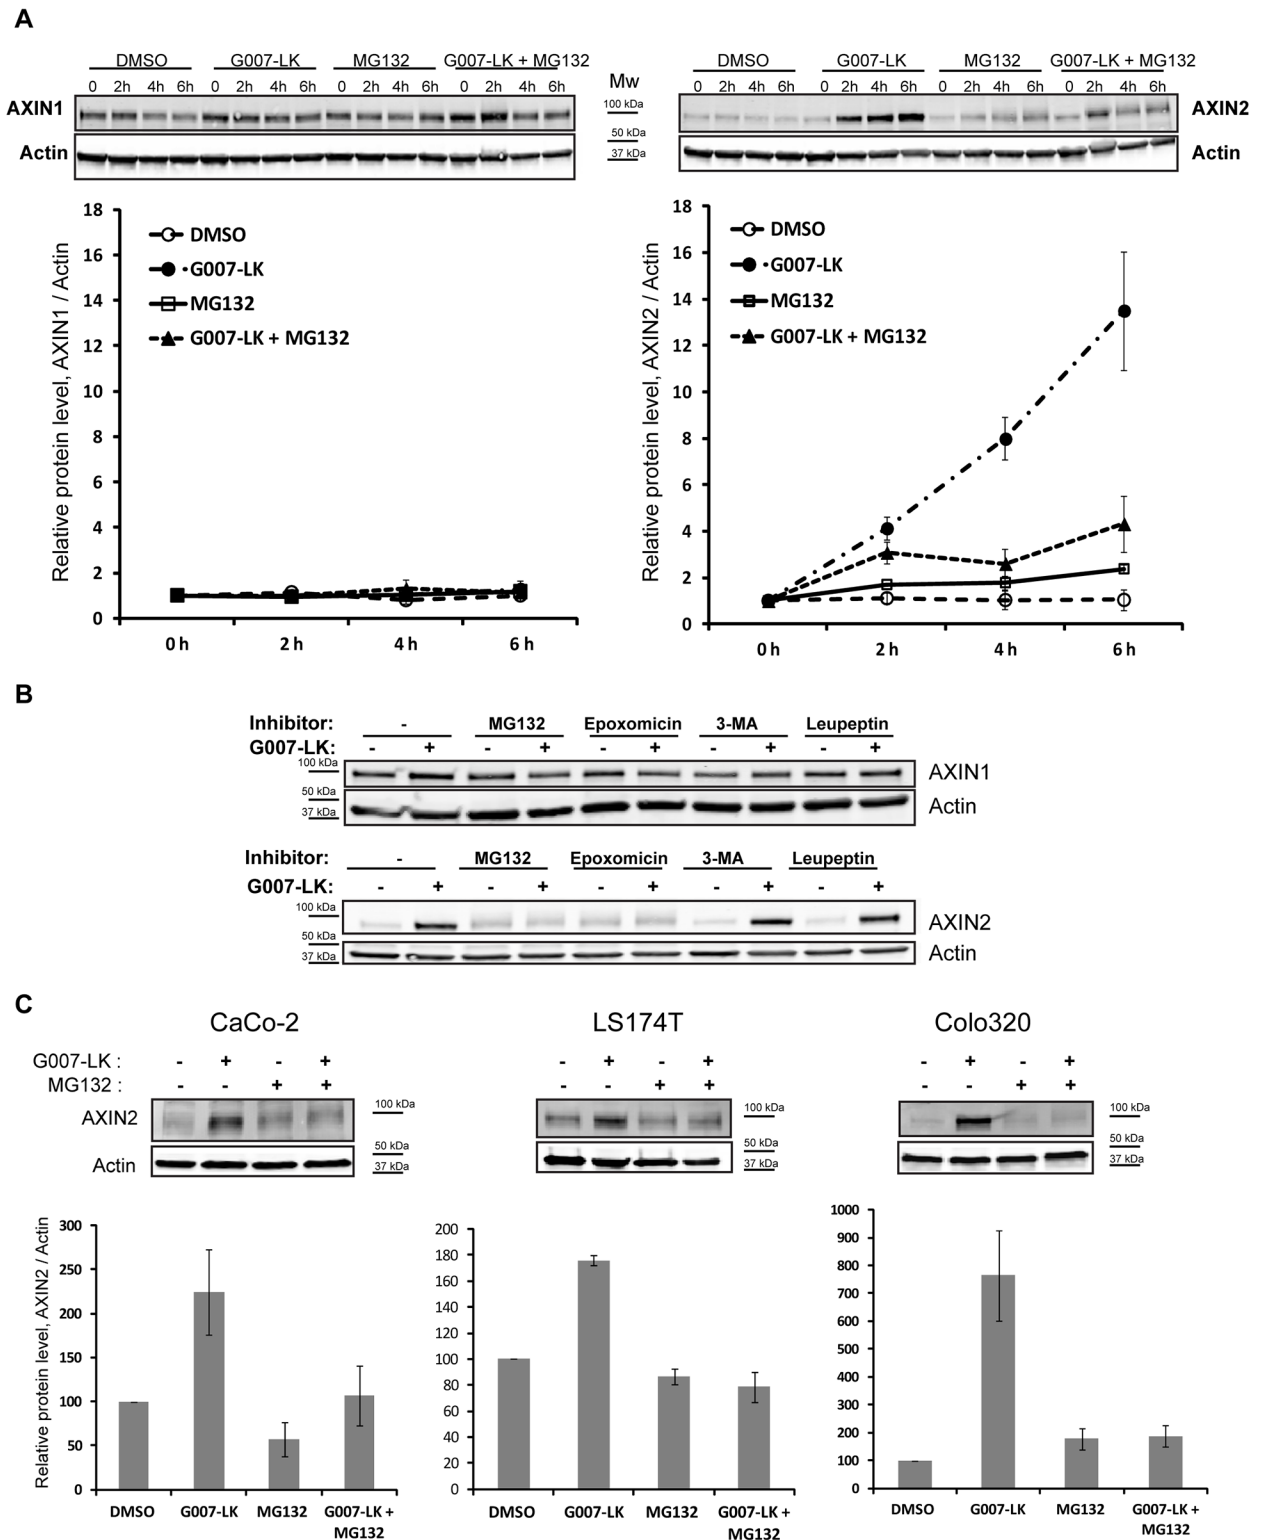 A
DMSO G007-LK MG132 G007-LK + MG132
0 2h 4h 6h 0 2h 4h 6h 0 2h 4h 6h 0 2h 4h 6h
AXIN1
Actin
Mw
100 kDa
50 kDa
37 kDa
DMSO G007-LK MG132 G007-LK + MG132
0 2h 4h 6h 0 2h 4h 6h 0 2h 4h 6h 0 2h 4h 6h
AXIN2
Actin
Relative protein level, AXIN1 / Actin
18
16
14
12
10
8
6
4
2
0
DMSO
G007-LK
MG132
G007-LK + MG132
0 h 2 h 4 h 6 h
Relative protein level, AXIN2 / Actin
18
16
14
12
10
8
6
4
2
0
DMSO
G007-LK
MG132
G007-LK + MG132
0 h 2 h 4 h 6 h
B
Inhibitor: - MG132 Epoxomicin 3-MA Leupeptin
G007-LK: - + - + - + - + - +
100 kDa
50 kDa
37 kDa
AXIN1
Actin
Inhibitor: - MG132 Epoxomicin 3-MA Leupeptin
G007-LK: - + - + - + - + - +
100 kDa
50 kDa
37 kDa
AXIN2
Actin
C
CaCo-2 LS174T Colo320
G007-LK : - + - + - + - + - + - +
MG132 : - - + + - - + + - - + +
AXIN2
Actin
100 kDa
50 kDa
37 kDa
100 kDa
50 kDa
37 kDa
100 kDa
50 kDa
37 kDa
Relative protein level, AXIN2 / Actin
300
250
200
150
100
50
0
DMSO G007-LK MG132 G007-LK +
MG132
200
180
160
140
120
100
80
60
40
20
0
DMSO G007-LK MG132 G007-LK +
MG132
1000
900
800
700
600
500
400
300
200
100
0
DMSO G007-LK MG132 G007-LK +
MG132